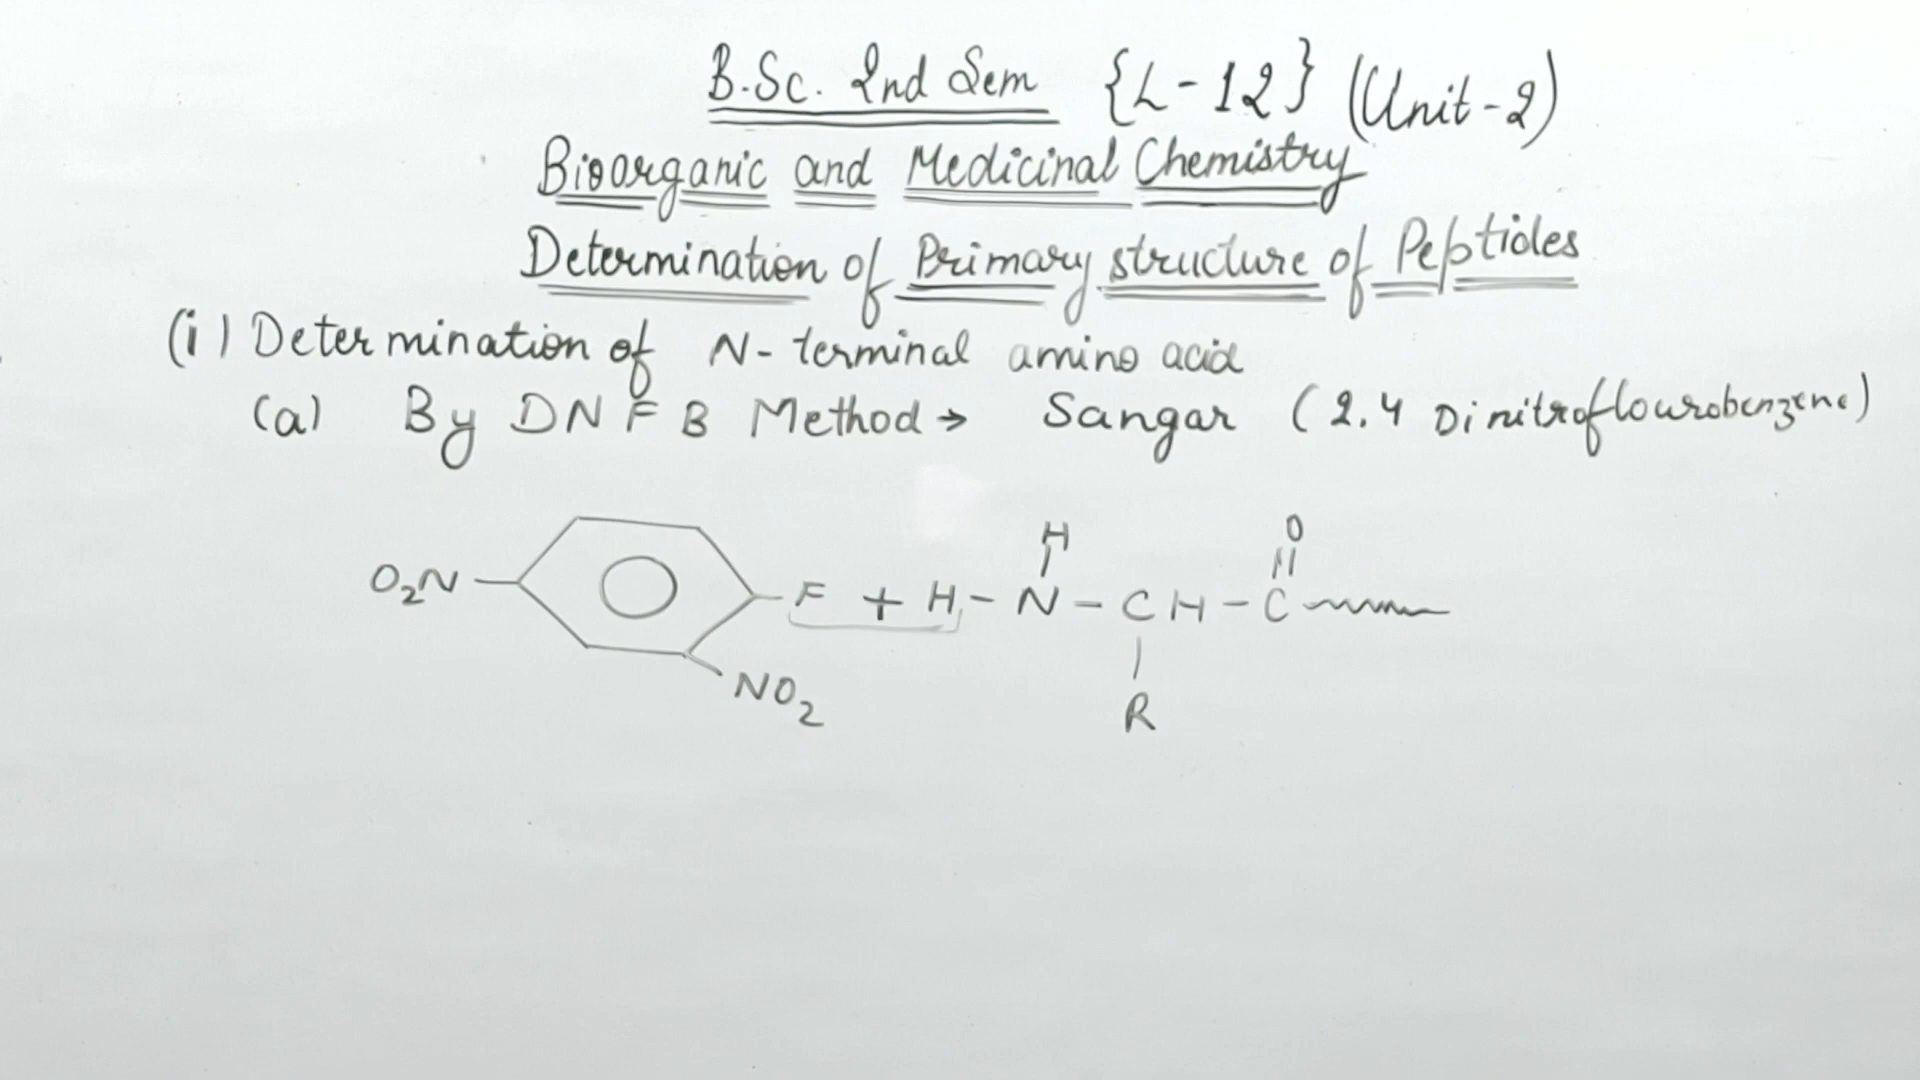 B.Sc. 2nd Sem {L-12} (Unit-2)
Bioorganic and Medicinal Chemistry
Determination of Primary structure of Peptides
(i) Determination of N-terminal amino acid
(a) By DNFB Method → Sangar (2.4 Dinitroflourobenzene)
H O
O2N F + H - N - CH - C
NO2
R